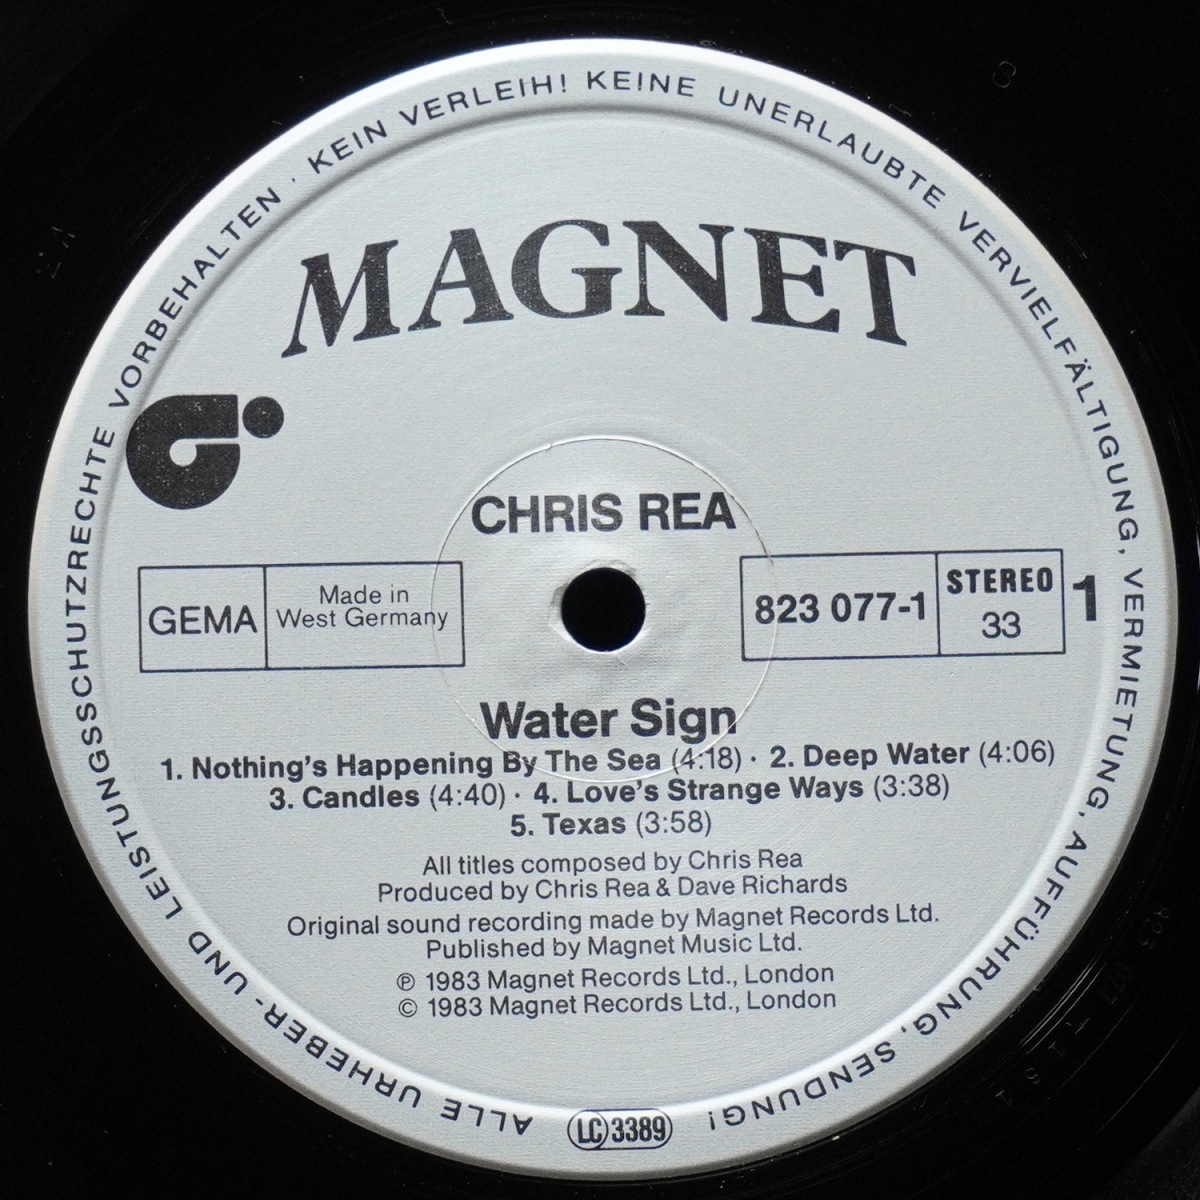 ALLE URHEBER- UND LEISTUNGSSCHUTZRECHTE VORBEHALTEN · KEIN VERLEIH! KEINE UNERLAUBTE VERVIELFÄLTIGUNG, VERMIETUNG, AUFFÜHRUNG, SENDUNG!
MAGNET
CHRIS REA
GEMA
Made in
West Germany
823 077-1
STEREO
33
1
Water Sign
1. Nothing's Happening By The Sea (4:18) · 2. Deep Water (4:06)
3. Candles (4:40) · 4. Love's Strange Ways (3:38)
5. Texas (3:58)
All titles composed by Chris Rea
Produced by Chris Rea & Dave Richards
Original sound recording made by Magnet Records Ltd.
Published by Magnet Music Ltd.
℗ 1983 Magnet Records Ltd., London
© 1983 Magnet Records Ltd., London
LC 3389